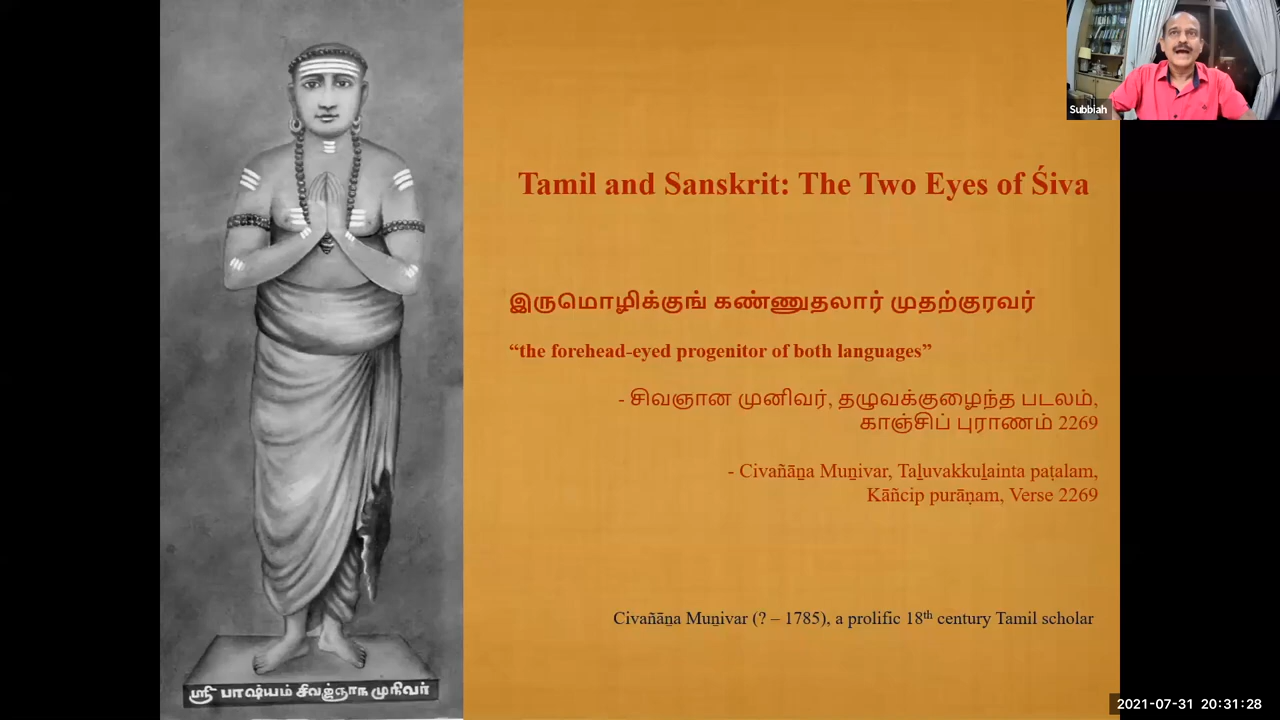 Tamil and Sanskrit: The Two Eyes of Śiva
இருமொழிக்குங் கண்ணுதலார் முதற்குரவர்
“the forehead-eyed progenitor of both languages”
- சிவஞான முனிவர், தழுவக்குழைந்த படலம்,
காஞ்சிப் புராணம் 2269
- Civañāṉa Muṉivar, Taḻuvakkuḻainta paṭalam,
Kāñcip purāṇam, Verse 2269
Civañāṉa Muṉivar (? – 1785), a prolific 18th century Tamil scholar
ஸ்ரீ பாஷ்யம் சிவஜ்ஞாந முநிவர்
Subbiah
2021-07-31 20:31:28